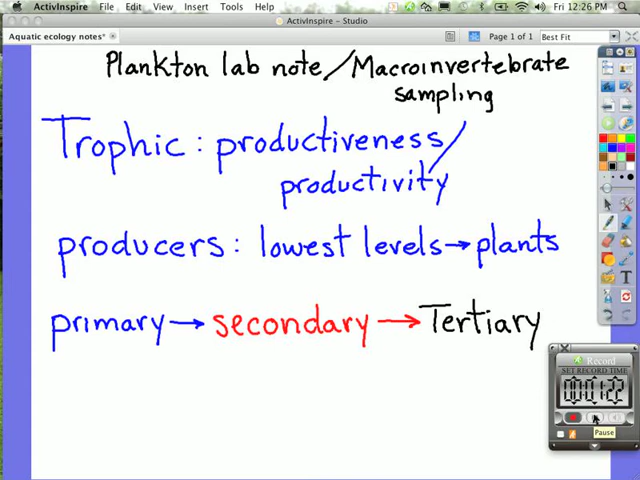 ActivInspire File Edit View Insert Tools Help Fri 12:26 PM
ActivInspire – Studio
Aquatic ecology notes* Page 1 of 1 Best Fit
Plankton lab note/Macroinvertebrate
sampling
Trophic : productiveness/
productivity
producers : lowest levels→plants
primary → secondary → Tertiary
Record
SET RECORD TIME
00:01:22
Pause